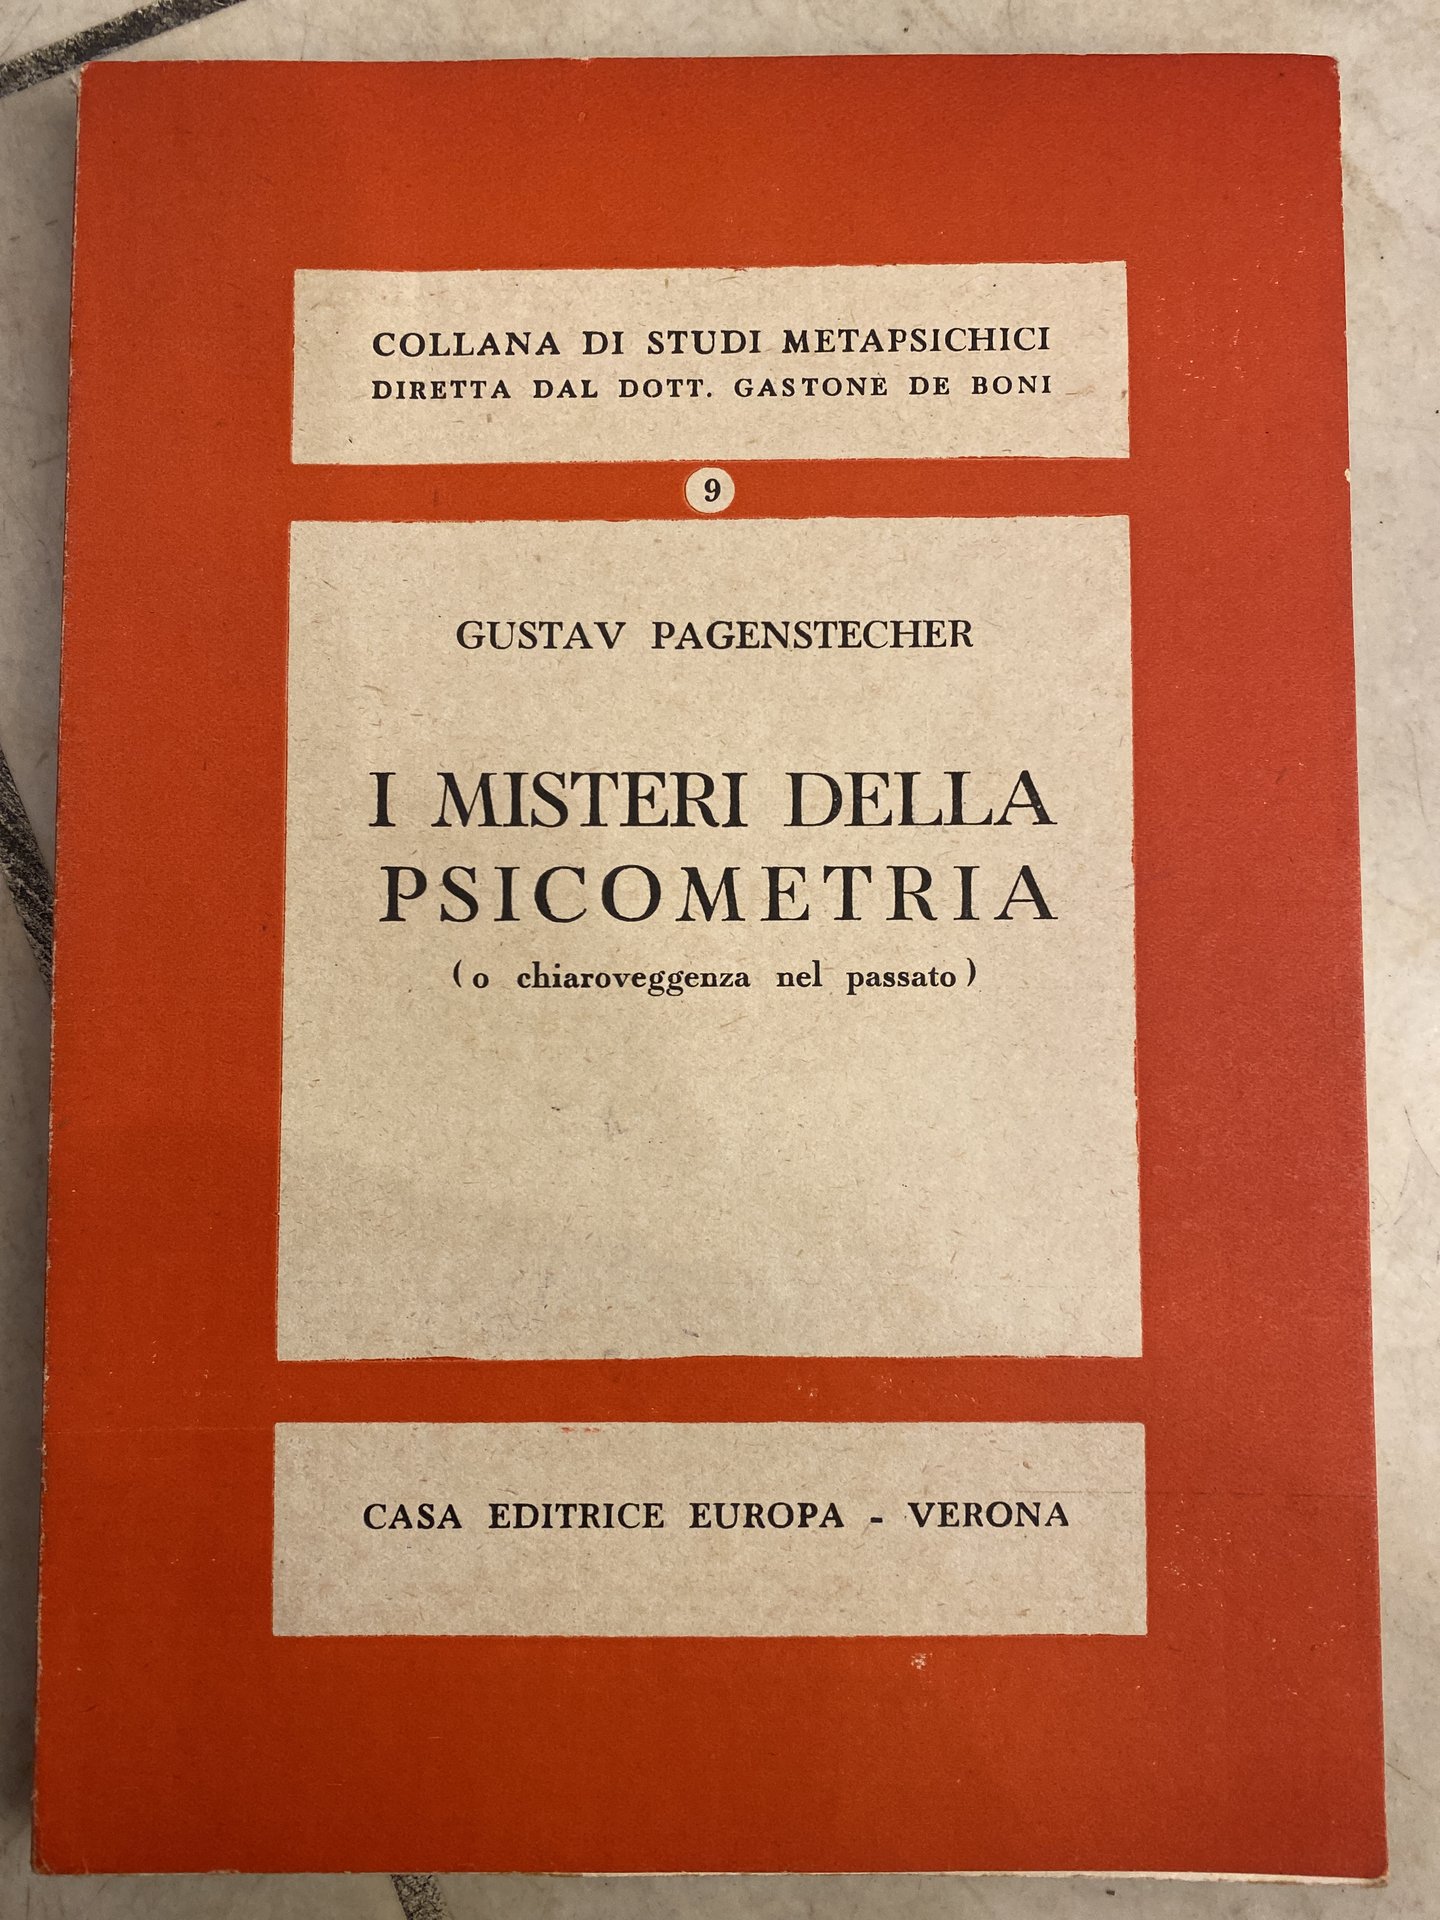 COLLANA DI STUDI METAPSICHICI
DIRETTA DAL DOTT. GASTONE DE BONI
9
GUSTAV PAGENSTECHER
I MISTERI DELLA
PSICOMETRIA
(o chiaroveggenza nel passato)
CASA EDITRICE EUROPA - VERONA